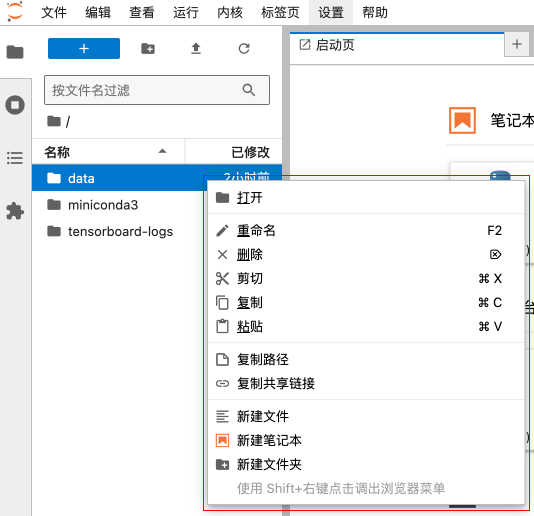 文件 编辑 查看 运行 内核 标签页 设置 帮助
启动页
按文件名过滤
/
笔记本
名称 已修改
data 2小时前
miniconda3
tensorboard-logs
打开
重命名 F2
删除
剪切 ⌘ X
复制 ⌘ C
粘贴 ⌘ V
复制路径
复制共享链接
新建文件
新建笔记本
新建文件夹
使用 Shift+右键点击调出浏览器菜单